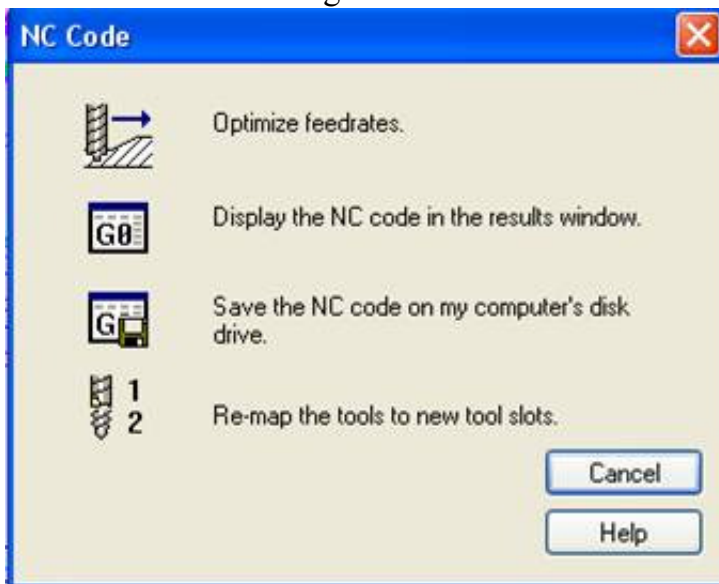 NC Code
Optimize feedrates.
G0
Display the NC code in the results window.
G
Save the NC code on my computer's disk
drive.
1
2
Re-map the tools to new tool slots.
Cancel
Help